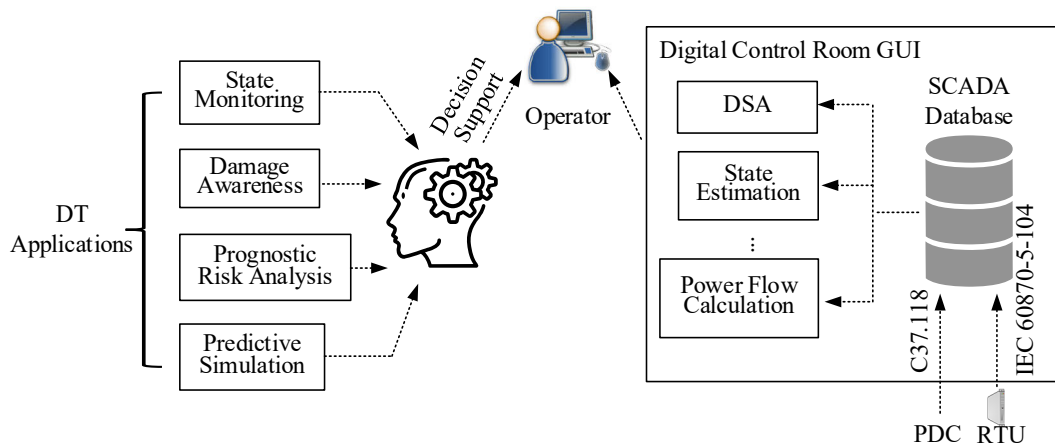 DT
Applications
State
Monitoring
Damage
Awareness
Prognostic
Risk Analysis
Predictive
Simulation
Decision
Support
Operator
Digital Control Room GUI
DSA
State
Estimation
...
Power Flow
Calculation
SCADA
Database
C37.118
IEC 60870-5-104
PDC
RTU